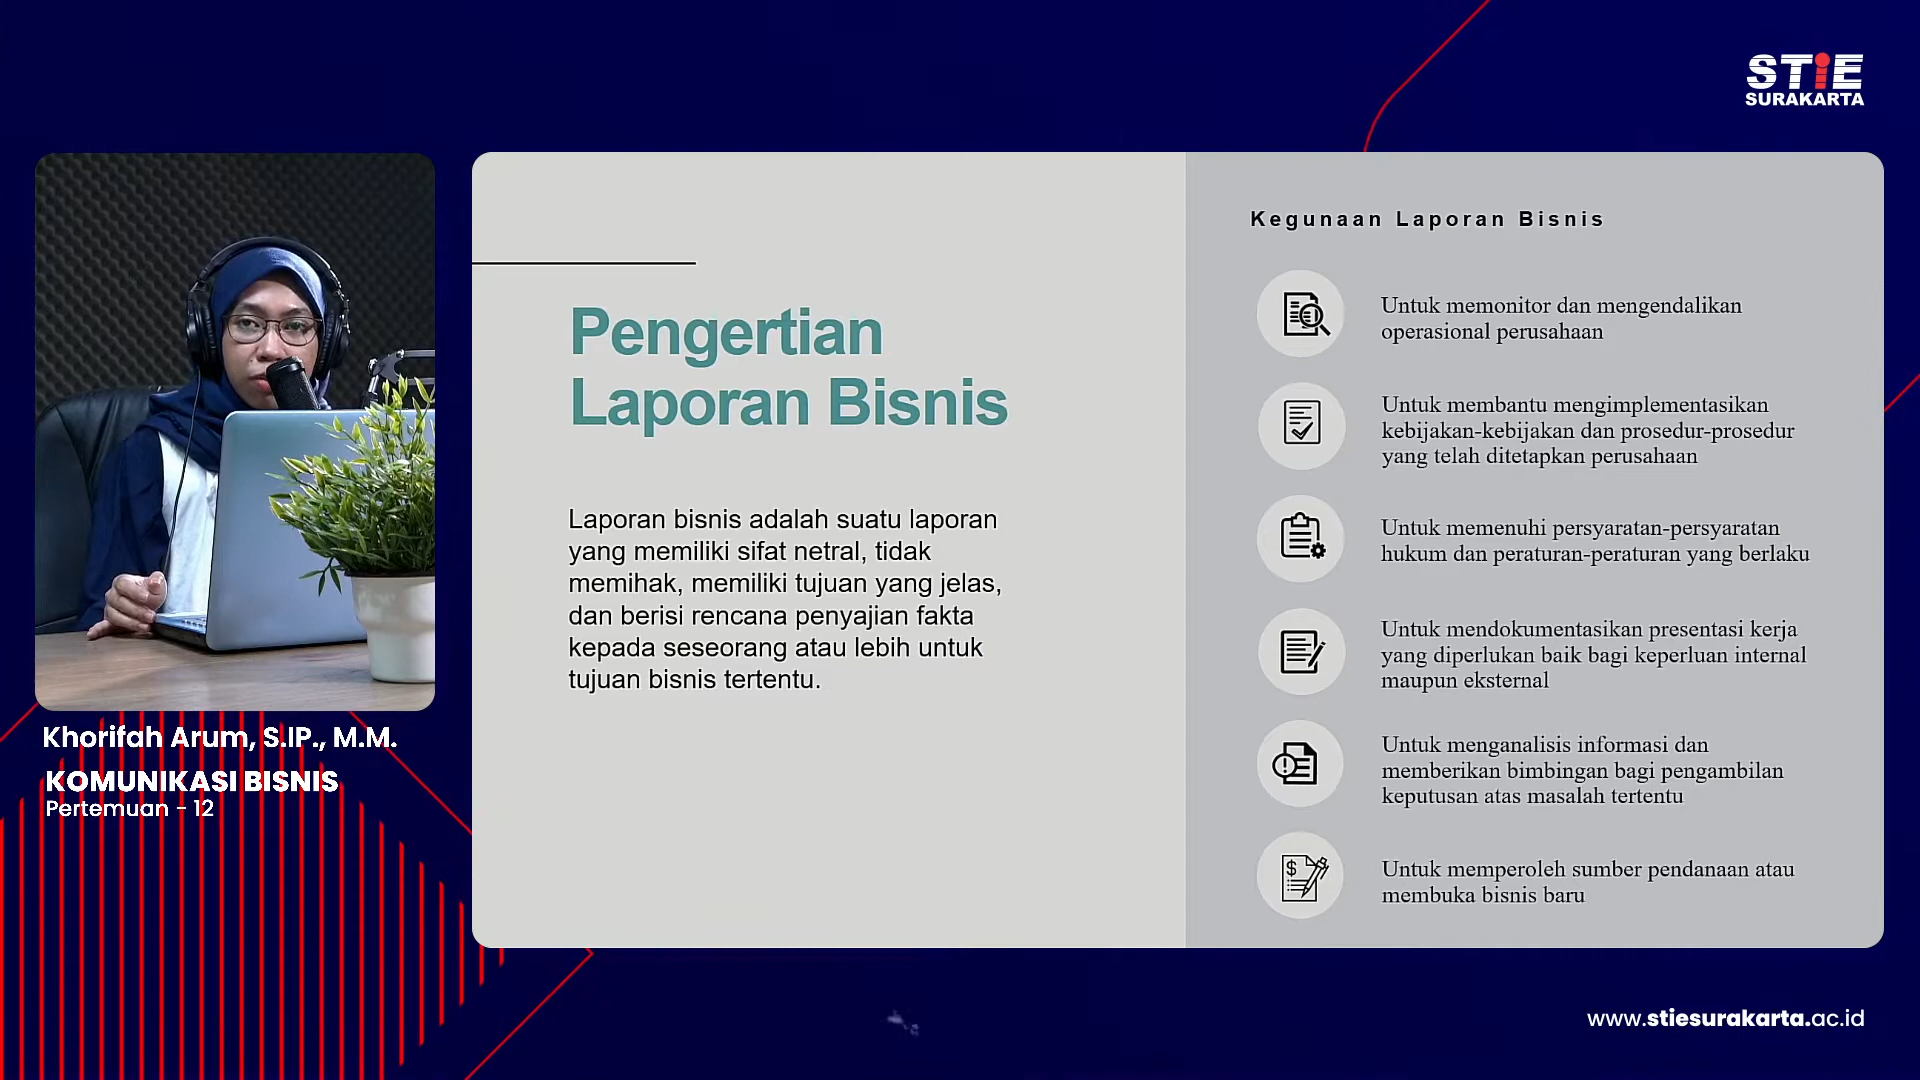 STiE
SURAKARTA
Kegunaan Laporan Bisnis
Pengertian
Laporan Bisnis
Laporan bisnis adalah suatu laporan
yang memiliki sifat netral, tidak
memihak, memiliki tujuan yang jelas,
dan berisi rencana penyajian fakta
kepada seseorang atau lebih untuk
tujuan bisnis tertentu.
Untuk memonitor dan mengendalikan
operasional perusahaan
Untuk membantu mengimplementasikan
kebijakan-kebijakan dan prosedur-prosedur
yang telah ditetapkan perusahaan
Untuk memenuhi persyaratan-persyaratan
hukum dan peraturan-peraturan yang berlaku
Untuk mendokumentasikan presentasi kerja
yang diperlukan baik bagi keperluan internal
maupun eksternal
Untuk menganalisis informasi dan
memberikan bimbingan bagi pengambilan
keputusan atas masalah tertentu
Untuk memperoleh sumber pendanaan atau
membuka bisnis baru
Khorifah Arum, S.IP., M.M.
KOMUNIKASI BISNIS
Pertemuan - 12
www.stiesurakarta.ac.id